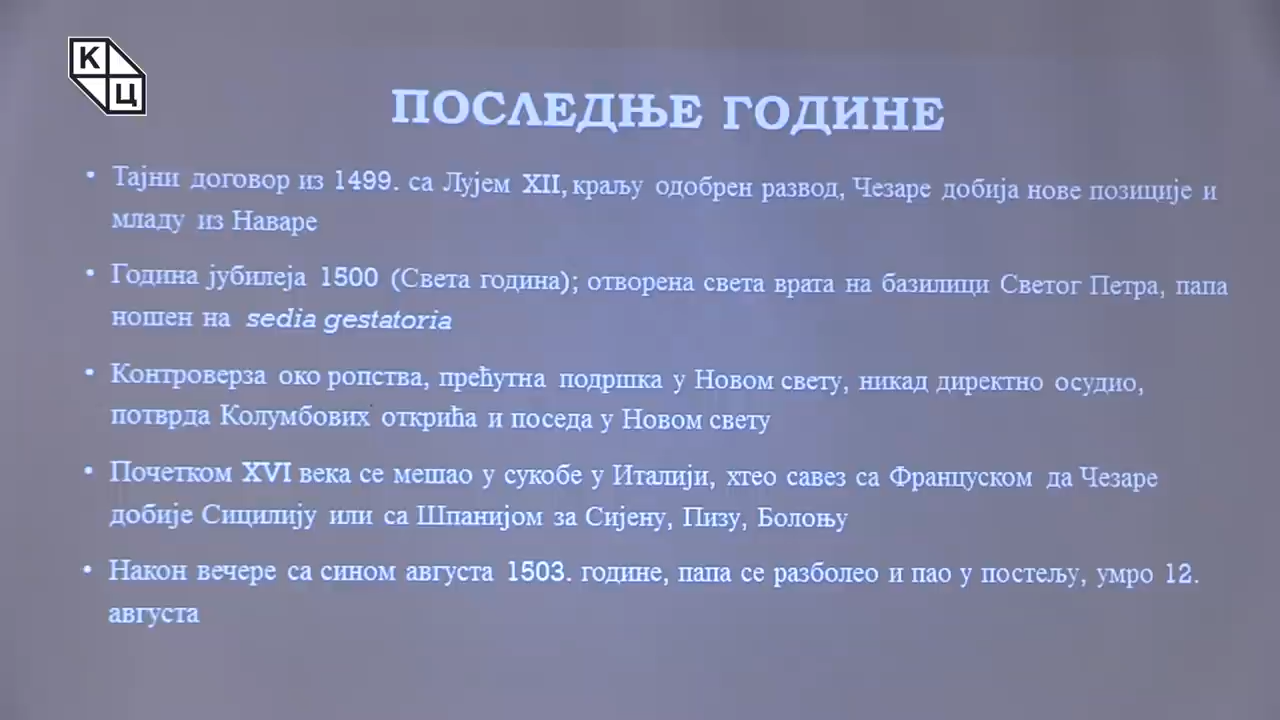 К
Ц
ПОСЛЕДЊЕ ГОДИНЕ
• Тајни договор из 1499. са Лујем XII, краљу одобрен развод, Чезаре добија нове позиције и
младу из Наваре
• Година јубилеја 1500 (Света година); отворена света врата на базилици Светог Петра, папа
ношен на sedia gestatoria
• Контроверза око ропства, прећутна подршка у Новом свету, никад директно осудио,
потврда Колумбових открића и поседа у Новом свету
• Почетком XVI века се мешао у сукобе у Италији, хтео савез са Француском да Чезаре
добије Сицилију или са Шпанијом за Сијену, Пизу, Болоњу
• Након вечере са сином августа 1503. године, папа се разболео и пао у постељу, умро 12.
августа